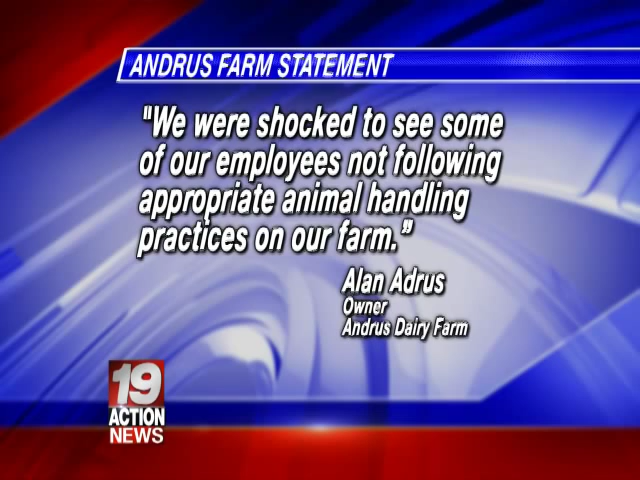 ANDRUS FARM STATEMENT
"We were shocked to see some
of our employees not following
appropriate animal handling
practices on our farm."
Alan Adrus
Owner
Andrus Dairy Farm
19
ACTION
NEWS